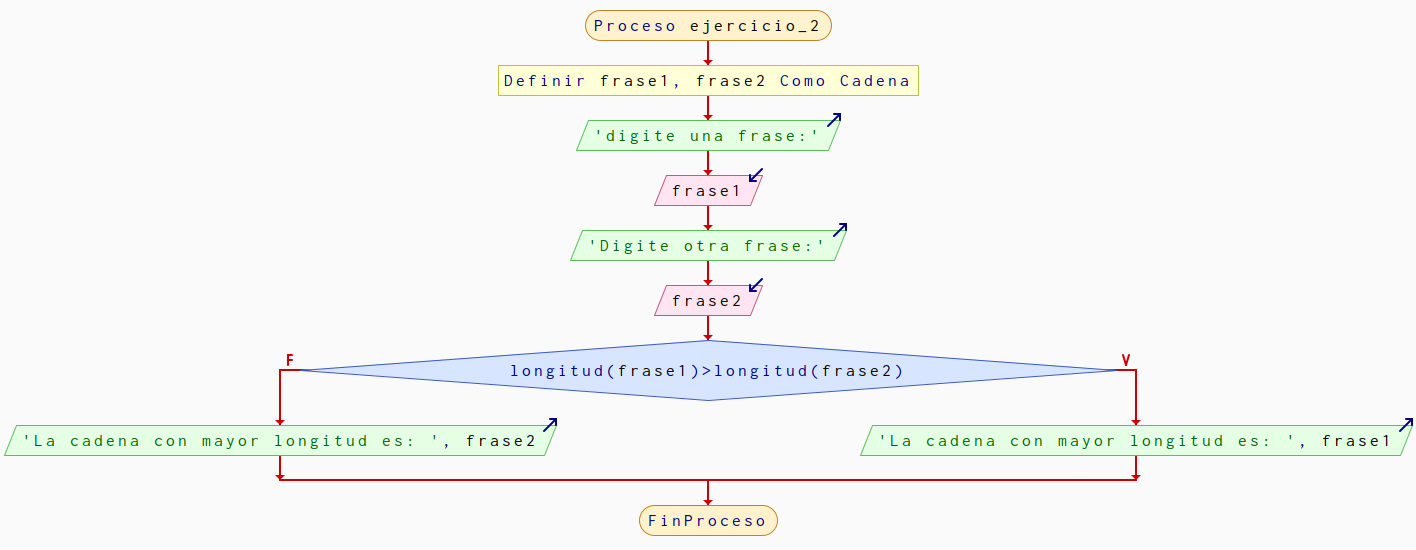 Proceso ejercicio_2
Definir frase1, frase2 Como Cadena
'digite una frase:'
frase1
'Digite otra frase:'
frase2
F
longitud(frase1)>longitud(frase2)
V
'La cadena con mayor longitud es: ', frase2
'La cadena con mayor longitud es: ', frase1
FinProceso